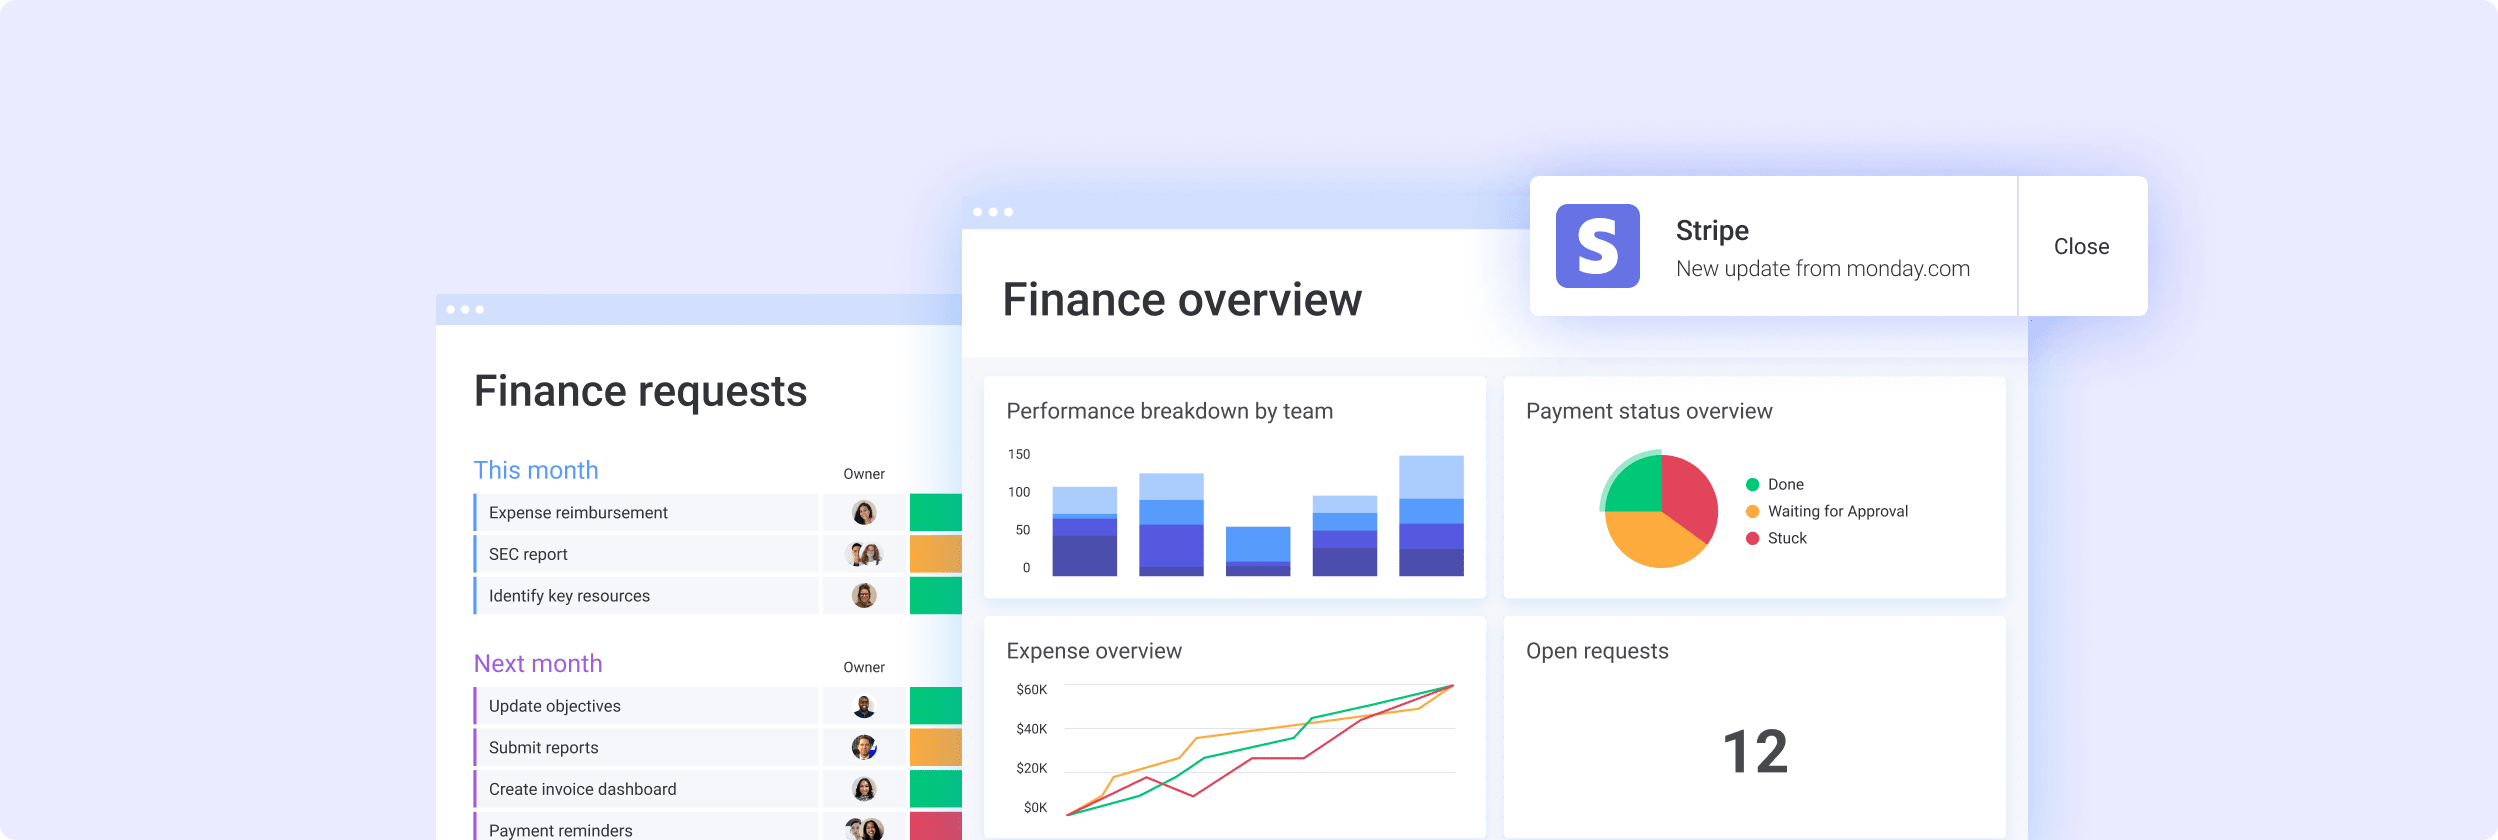 Stripe
New update from monday.com
Close
Finance requests
This month
Owner
Expense reimbursement
SEC report
Identify key resources
Next month
Owner
Update objectives
Submit reports
Create invoice dashboard
Payment reminders
Finance overview
Performance breakdown by team
150
100
50
0
Payment status overview
Done
Waiting for Approval
Stuck
Expense overview
$60K
$40K
$20K
$0K
Open requests
12